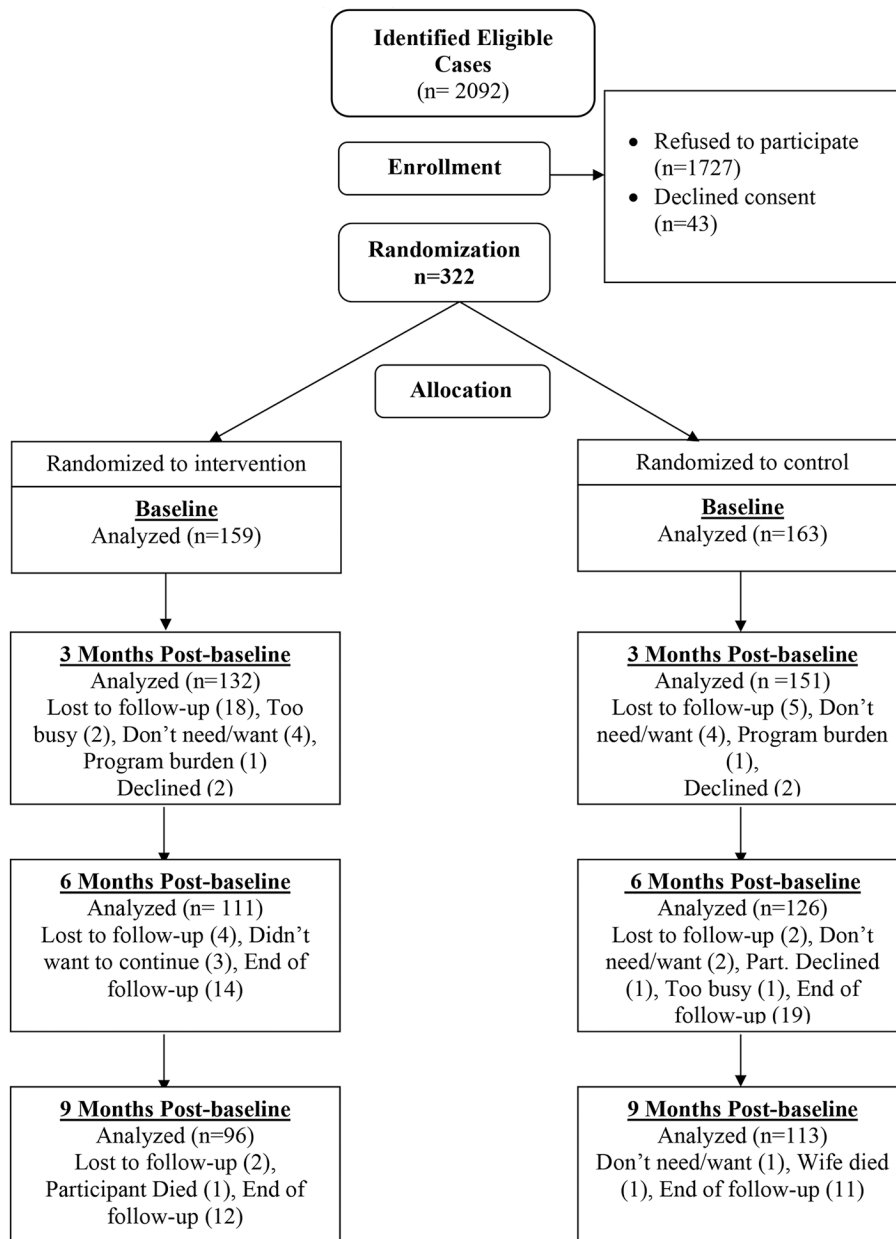 Identified Eligible
Cases
(n= 2092)
• Refused to participate
(n=1727)
• Declined consent
(n=43)
Enrollment
Randomization
n=322
Allocation
Randomized to intervention
Baseline
Analyzed (n=159)
Randomized to control
Baseline
Analyzed (n=163)
3 Months Post-baseline
Analyzed (n=132)
Lost to follow-up (18), Too
busy (2), Don’t need/want (4),
Program burden (1)
Declined (2)
3 Months Post-baseline
Analyzed (n =151)
Lost to follow-up (5), Don’t
need/want (4), Program burden
(1),
Declined (2)
6 Months Post-baseline
Analyzed (n= 111)
Lost to follow-up (4), Didn’t
want to continue (3), End of
follow-up (14)
6 Months Post-baseline
Analyzed (n=126)
Lost to follow-up (2), Don’t
need/want (2), Part. Declined
(1), Too busy (1), End of
follow-up (19)
9 Months Post-baseline
Analyzed (n=96)
Lost to follow-up (2),
Participant Died (1), End of
follow-up (12)
9 Months Post-baseline
Analyzed (n=113)
Don’t need/want (1), Wife died
(1), End of follow-up (11)